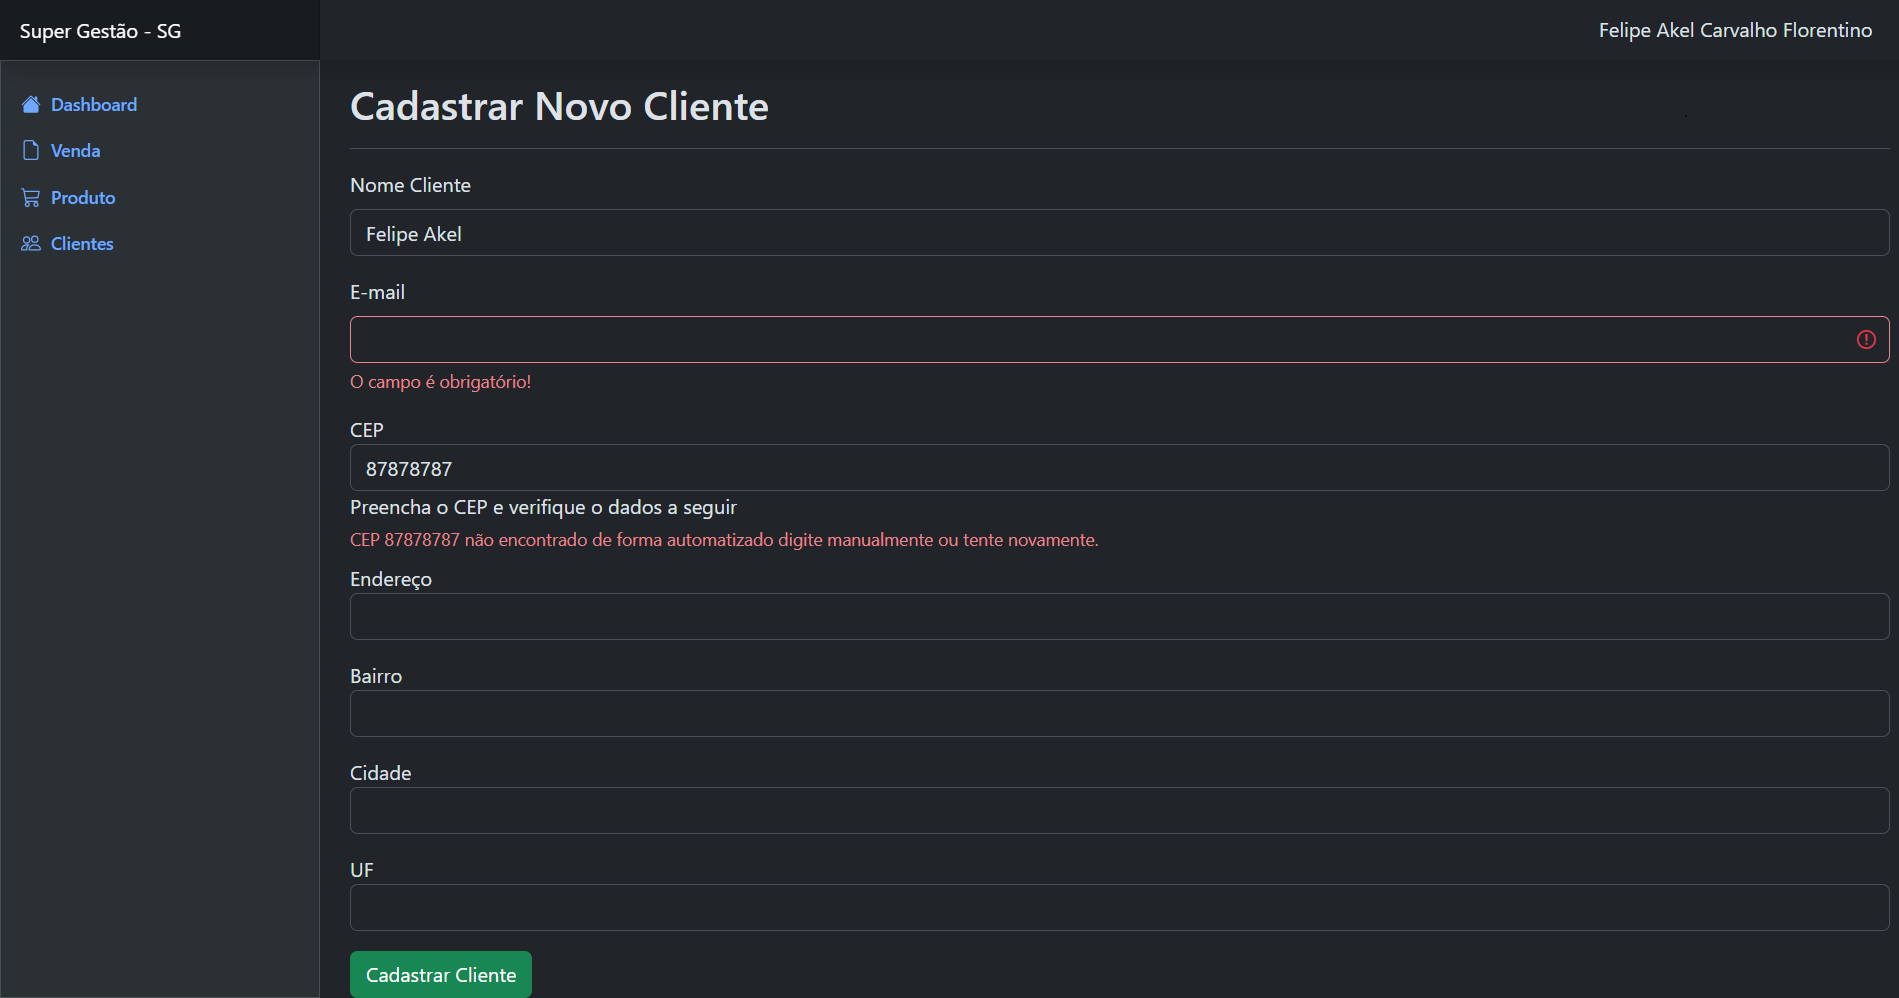 Super Gestão - SG
Felipe Akel Carvalho Florentino
Dashboard
Venda
Produto
Clientes
Cadastrar Novo Cliente
Nome Cliente
Felipe Akel
E-mail
O campo é obrigatório!
CEP
87878787
Preencha o CEP e verifique o dados a seguir
CEP 87878787 não encontrado de forma automatizado digite manualmente ou tente novamente.
Endereço
Bairro
Cidade
UF
Cadastrar Cliente